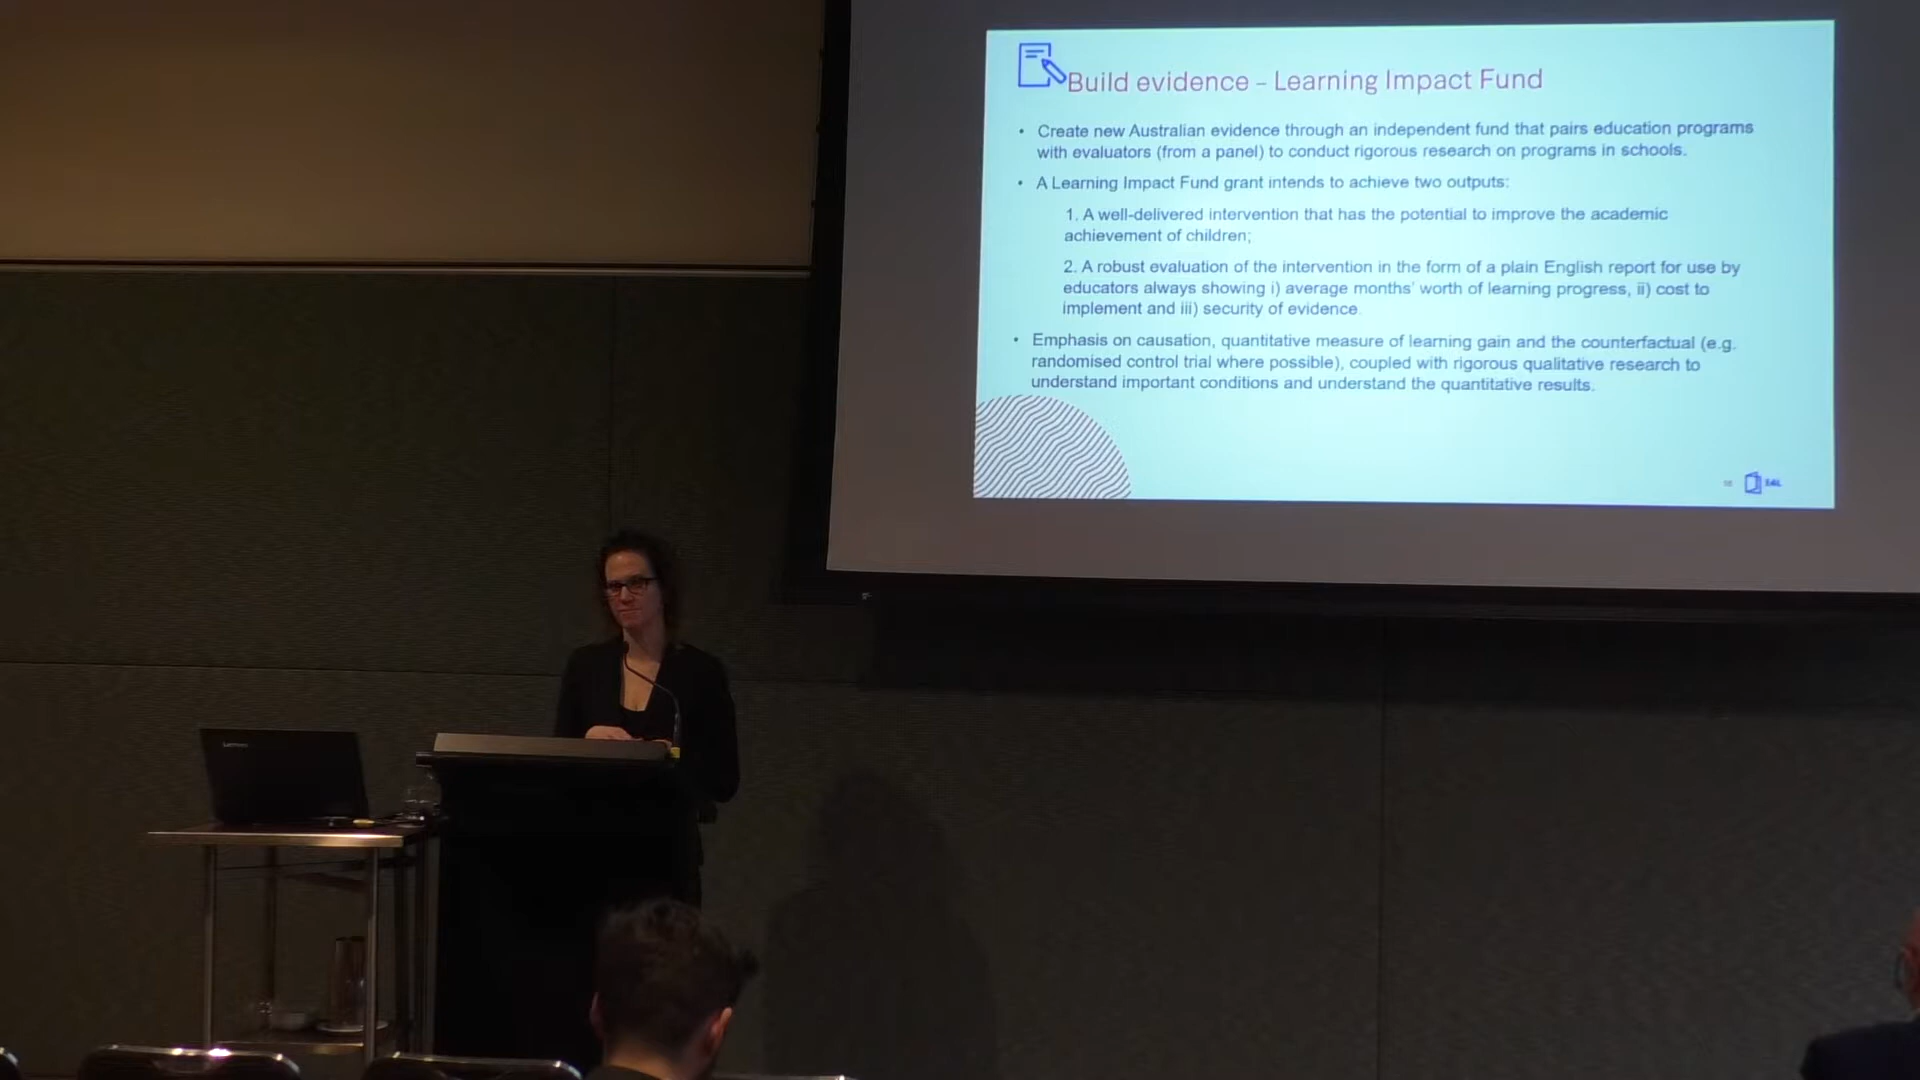 Build evidence – Learning Impact Fund
• Create new Australian evidence through an independent fund that pairs education programs
with evaluators (from a panel) to conduct rigorous research on programs in schools.
• A Learning Impact Fund grant intends to achieve two outputs:
1. A well-delivered intervention that has the potential to improve the academic
achievement of children;
2. A robust evaluation of the intervention in the form of a plain English report for use by
educators always showing i) average months' worth of learning progress, ii) cost to
implement and iii) security of evidence.
• Emphasis on causation, quantitative measure of learning gain and the counterfactual (e.g.
randomised control trial where possible), coupled with rigorous qualitative research to
understand important conditions and understand the quantitative results.
Lenovo